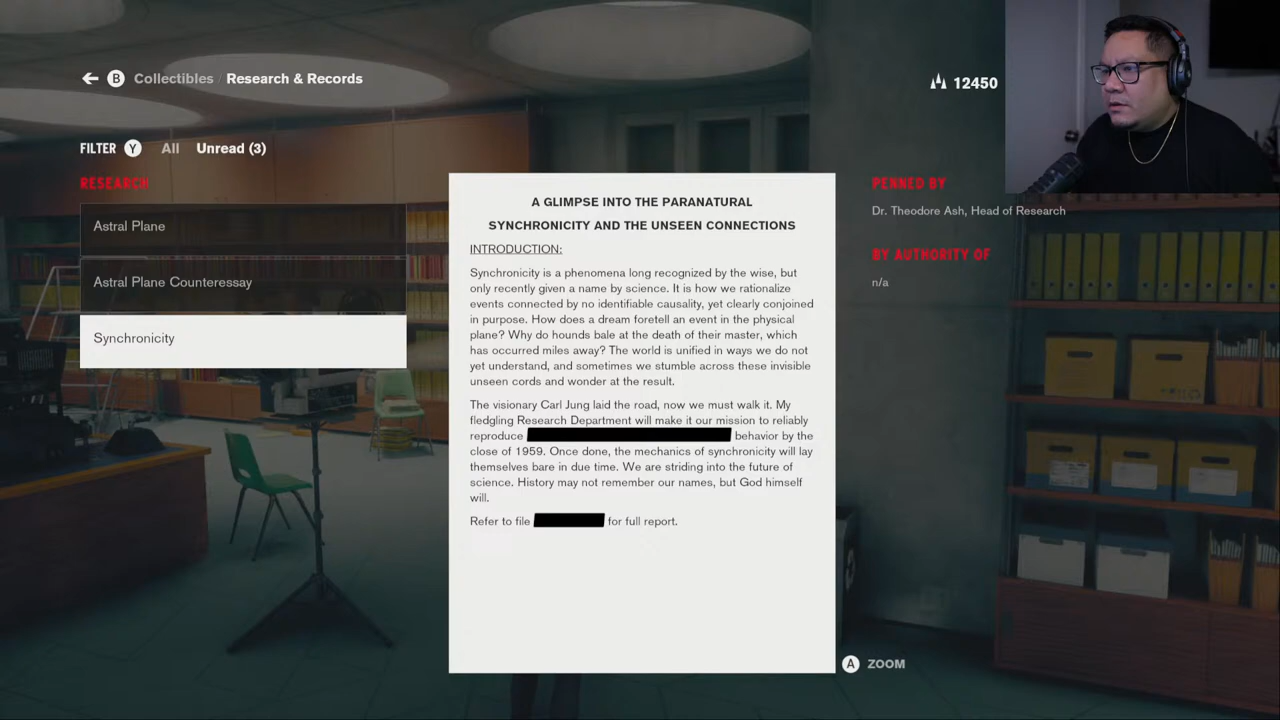 B Collectibles / Research & Records
12450
FILTER Y All Unread (3)
RESEARCH
Astral Plane
Astral Plane Counteressay
Synchronicity
A GLIMPSE INTO THE PARANATURAL
SYNCHRONICITY AND THE UNSEEN CONNECTIONS
INTRODUCTION:
Synchronicity is a phenomena long recognized by the wise, but
only recently given a name by science. It is how we rationalize
events connected by no identifiable causality, yet clearly conjoined
in purpose. How does a dream foretell an event in the physical
plane? Why do hounds bale at the death of their master, which
has occurred miles away? The world is unified in ways we do not
yet understand, and sometimes we stumble across these invisible
unseen cords and wonder at the result.
The visionary Carl Jung laid the road, now we must walk it. My
fledgling Research Department will make it our mission to reliably
reproduce behavior by the
close of 1959. Once done, the mechanics of synchronicity will lay
themselves bare in due time. We are striding into the future of
science. History may not remember our names, but God himself
will.
Refer to file for full report.
PENNED BY
Dr. Theodore Ash, Head of Research
BY AUTHORITY OF
n/a
A ZOOM